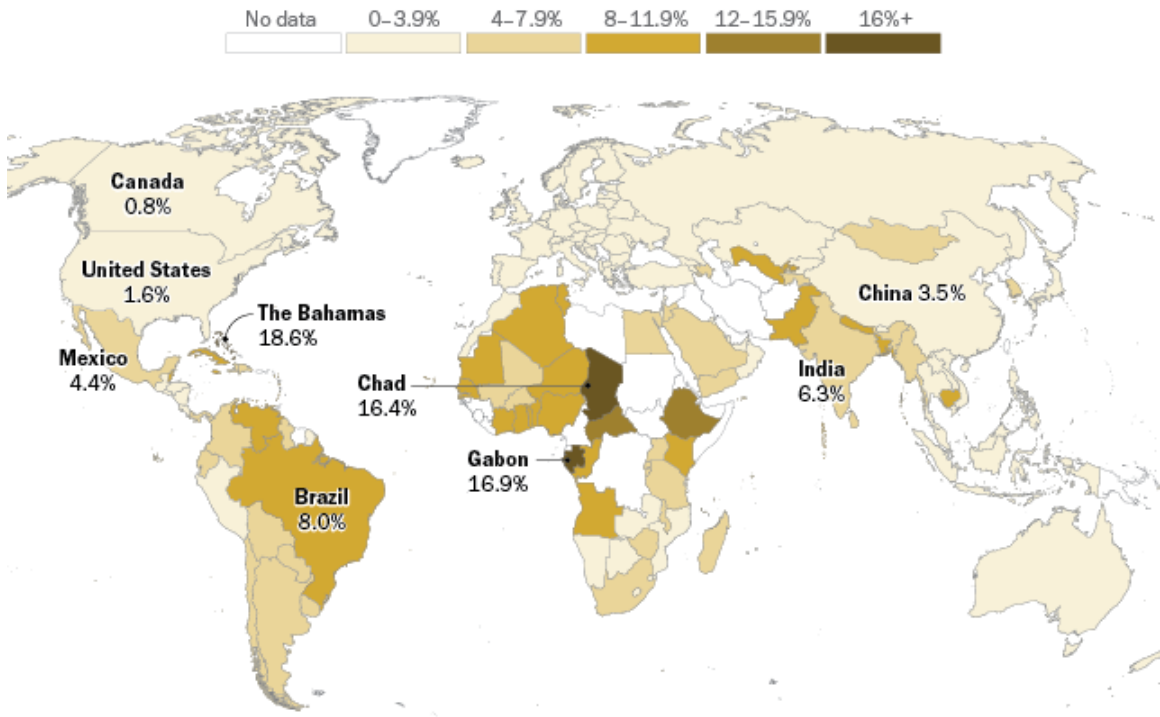 No data 0–3.9% 4–7.9% 8–11.9% 12–15.9% 16%+
Canada
0.8%
United States
1.6%
The Bahamas
18.6%
Mexico
4.4%
Chad
16.4%
Gabon
16.9%
Brazil
8.0%
China 3.5%
India
6.3%